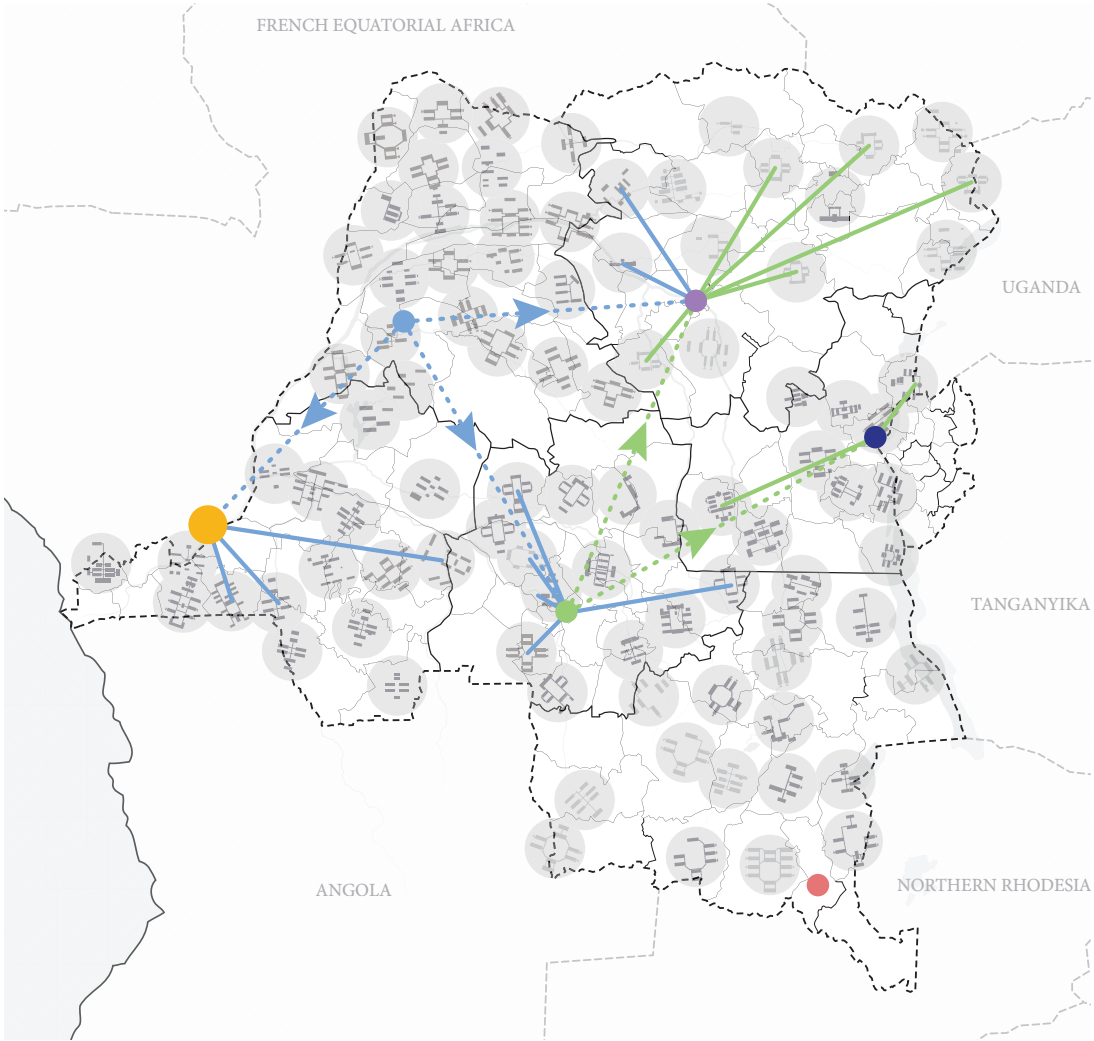 FRENCH EQUATORIAL AFRICA
UGANDA
TANGANYIKA
ANGOLA
NORTHERN RHODESIA